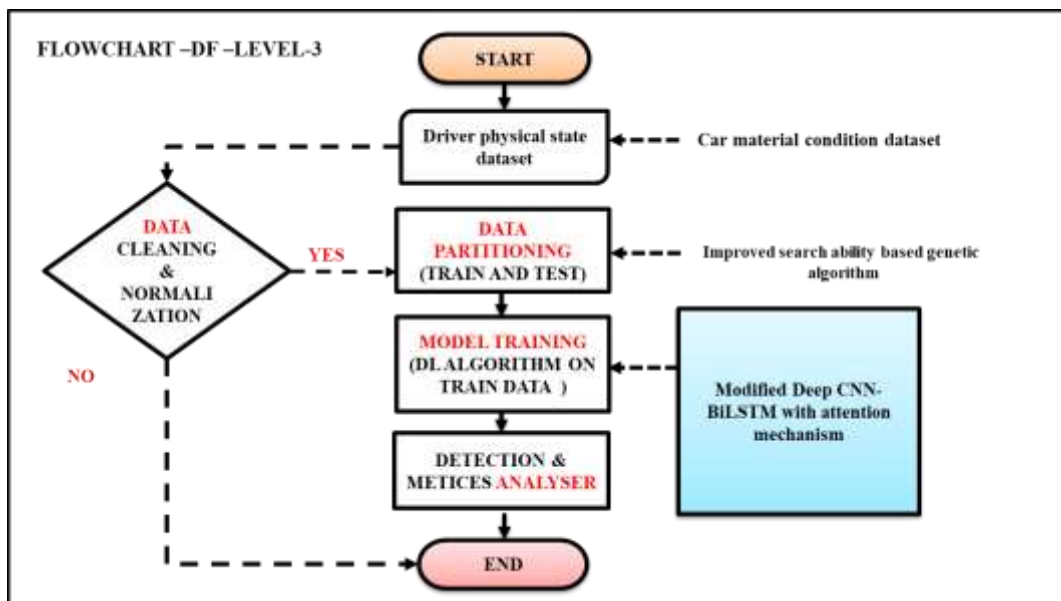 FLOWCHART –DF –LEVEL-3
START
Driver physical state
dataset
Car material condition dataset
DATA
CLEANING
&
NORMALI
ZATION
YES
DATA
PARTITIONING
(TRAIN AND TEST)
Improved search ability based genetic
algorithm
NO
MODEL TRAINING
(DL ALGORITHM ON
TRAIN DATA )
Modified Deep CNN-
BiLSTM with attention
mechanism
DETECTION &
METICES ANALYSER
END